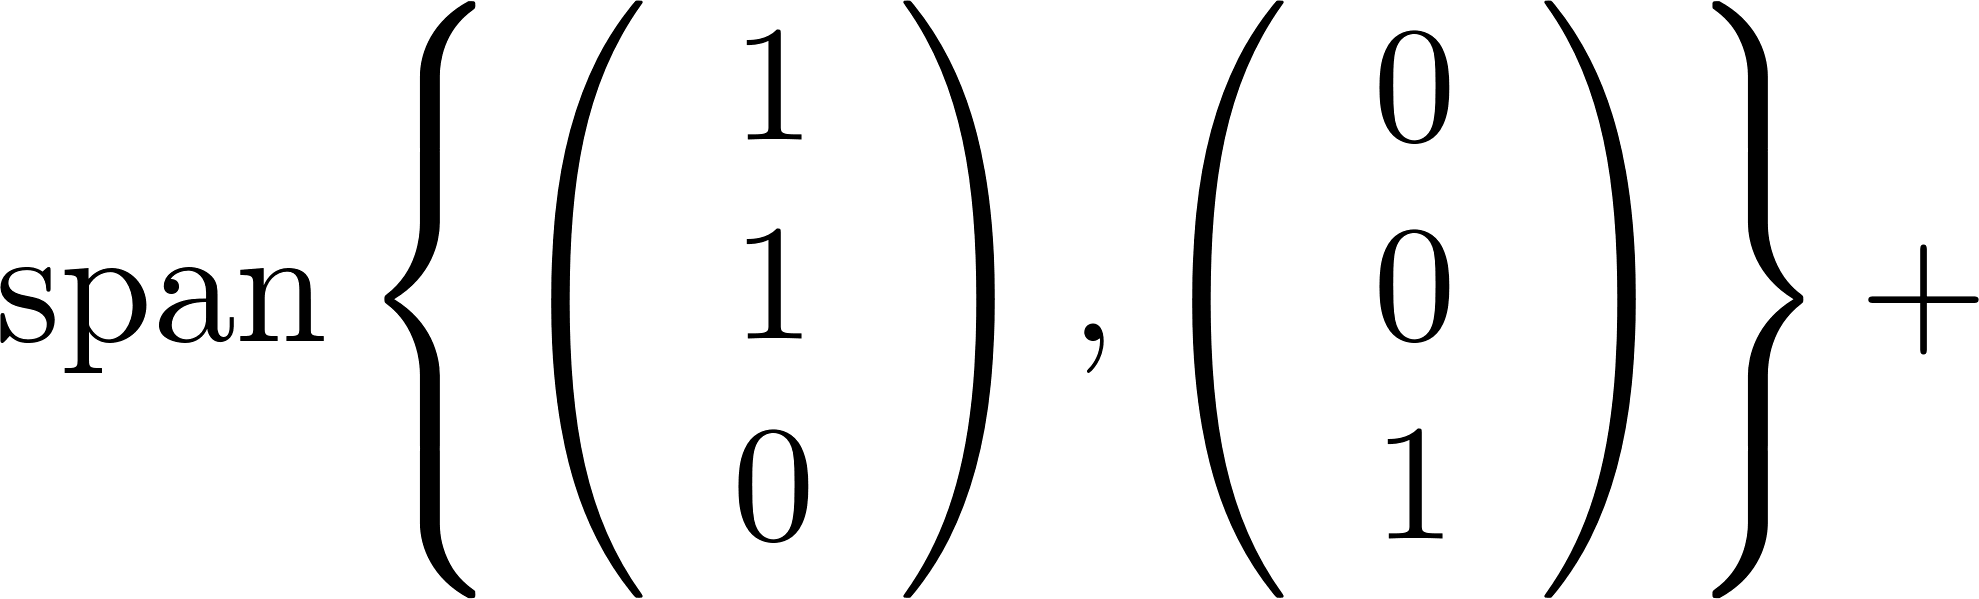 span{(1 1 0), (0 0 1)}+